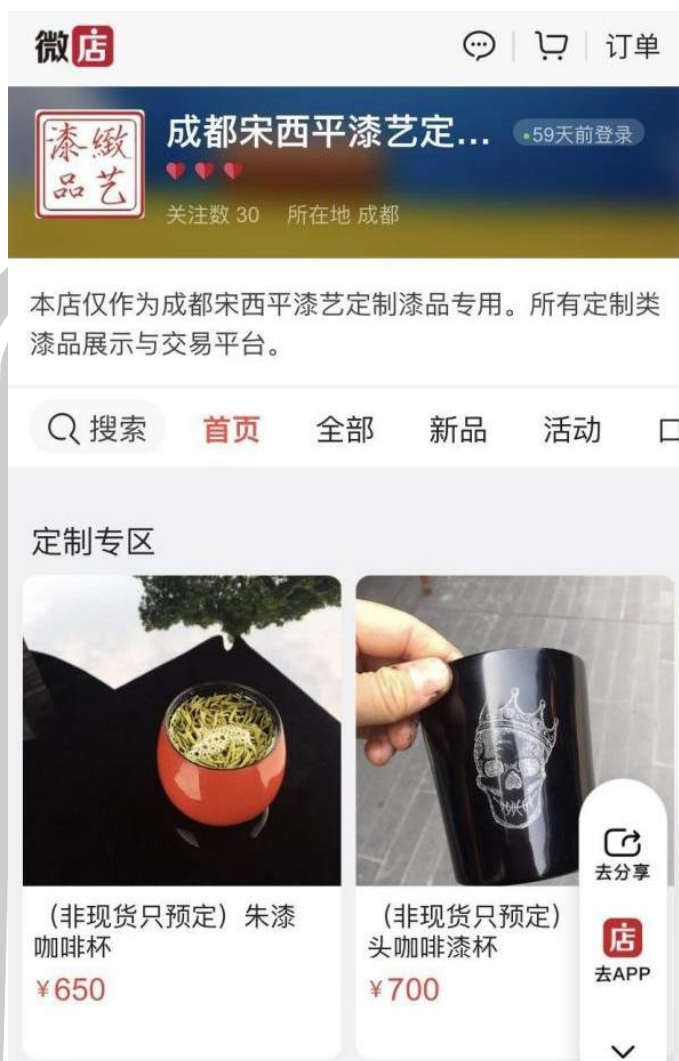 微店
订单
漆緻
品艺
成都宋西平漆艺定...
•59天前登录
关注数 30 所在地 成都
本店仅作为成都宋西平漆艺定制漆品专用。所有定制类
漆品展示与交易平台。
搜索 首页 全部 新品 活动
定制专区
（非现货只预定）朱漆
咖啡杯
¥650
（非现货只预定）
头咖啡漆杯
¥700
去分享
店
去APP